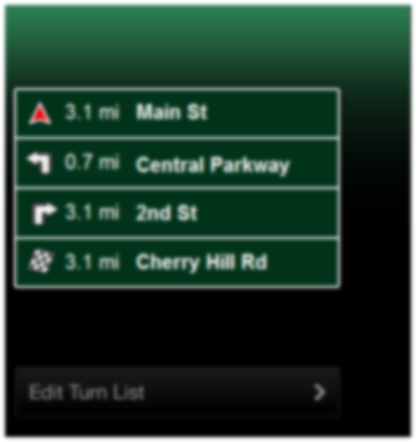 3.1 mi Main St
0.7 mi Central Parkway
3.1 mi 2nd St
3.1 mi Cherry Hill Rd
Edit Turn List